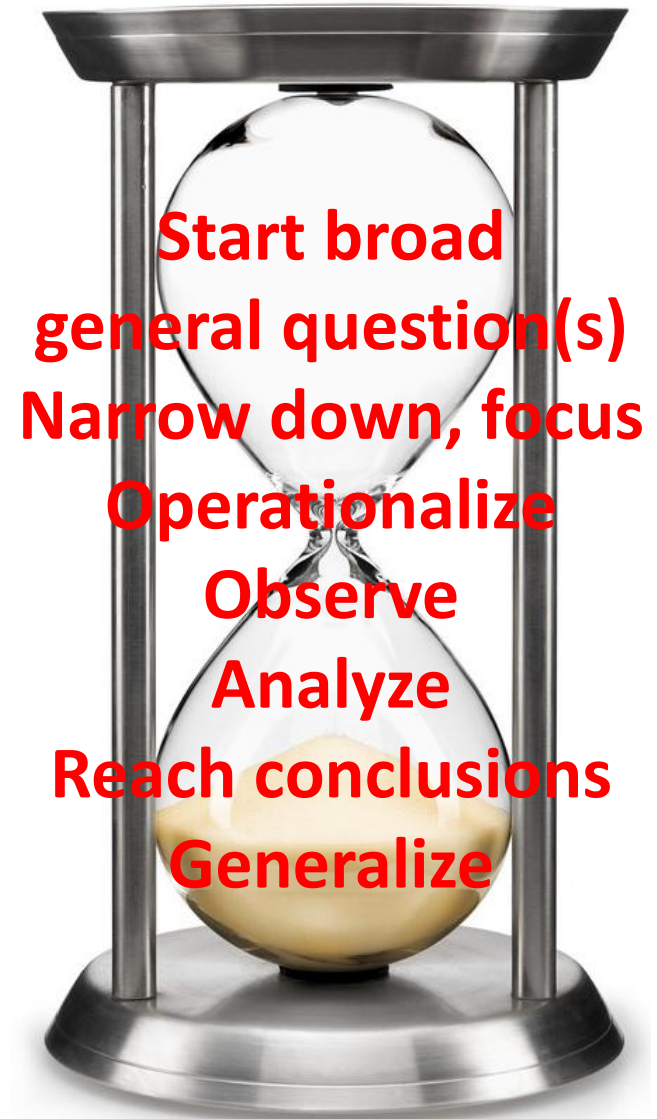 Start broad
general question(s)
Narrow down, focus
Operationalize
Observe
Analyze
Reach conclusions
Generalize